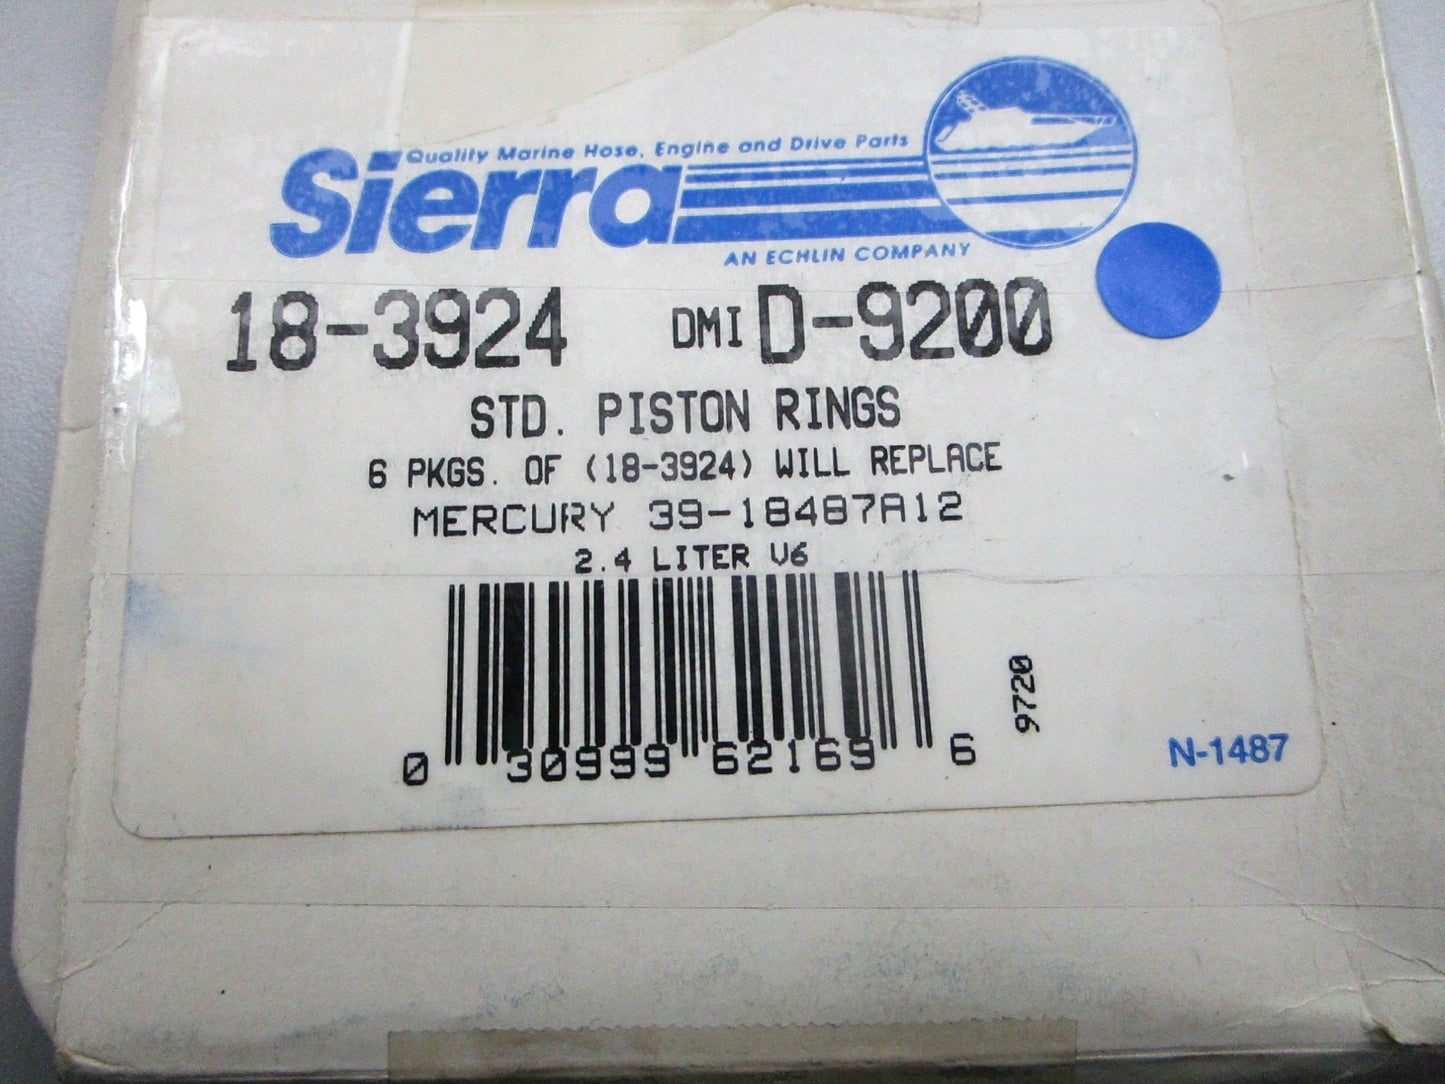 Quality Marine Hose, Engine and Drive Parts
Sierra
AN ECHLIN COMPANY
18-3924 DMI D-9200
STD. PISTON RINGS
6 PKGS. OF (18-3924) WILL REPLACE
MERCURY 39-18487A12
2.4 LITER V6
0 30999 62169 6
9720
N-1487